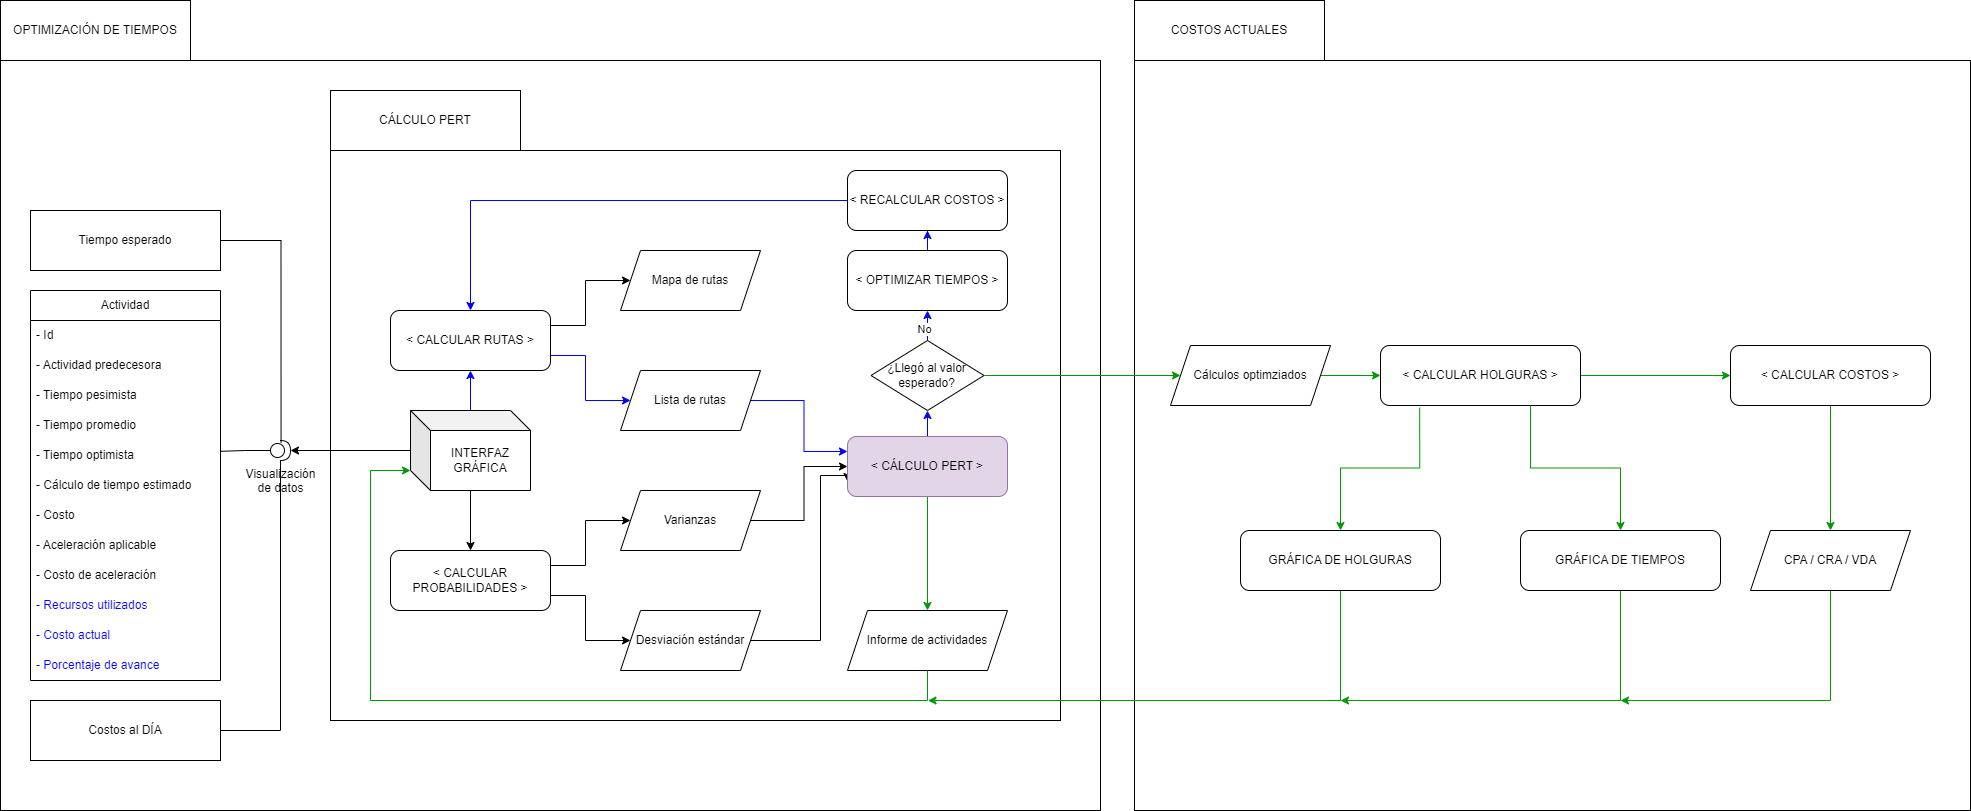 OPTIMIZACIÓN DE TIEMPOS
COSTOS ACTUALES
CÁLCULO PERT
Tiempo esperado
Actividad
- Id
- Actividad predecesora
- Tiempo pesimista
- Tiempo promedio
- Tiempo optimista
- Cálculo de tiempo estimado
- Costo
- Aceleración aplicable
- Costo de aceleración
- Recursos utilizados
- Costo actual
- Porcentaje de avance
Costos al DÍA
Visualización
de datos
INTERFAZ
GRÁFICA
< CALCULAR RUTAS >
< CALCULAR
PROBABILIDADES >
Mapa de rutas
Lista de rutas
Varianzas
Desviación estándar
< RECALCULAR COSTOS >
< OPTIMIZAR TIEMPOS >
No
¿Llegó al valor
esperado?
< CÁLCULO PERT >
Informe de actividades
Cálculos optimziados
< CALCULAR HOLGURAS >
< CALCULAR COSTOS >
GRÁFICA DE HOLGURAS
GRÁFICA DE TIEMPOS
CPA / CRA / VDA